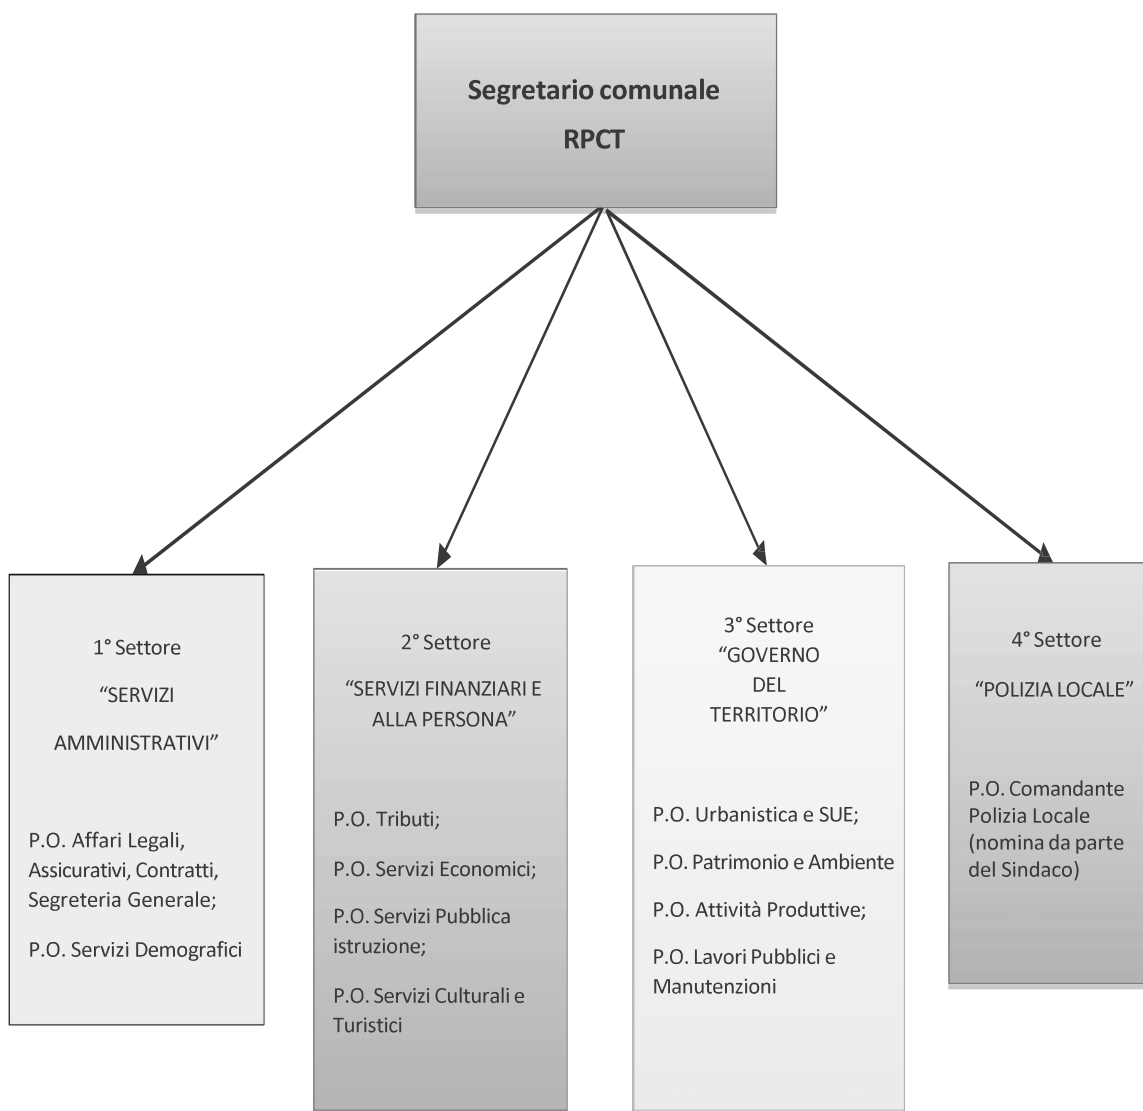 Segretario comunale
RPCT
1° Settore
“SERVIZI
AMMINISTRATIVI”
P.O. Affari Legali,
Assicurativi, Contratti,
Segreteria Generale;
P.O. Servizi Demografici
2° Settore
“SERVIZI FINANZIARI E
ALLA PERSONA”
P.O. Tributi;
P.O. Servizi Economici;
P.O. Servizi Pubblica
istruzione;
P.O. Servizi Culturali e
Turistici
3° Settore
“GOVERNO
DEL
TERRITORIO”
P.O. Urbanistica e SUE;
P.O. Patrimonio e Ambiente
P.O. Attività Produttive;
P.O. Lavori Pubblici e
Manutenzioni
4° Settore
“POLIZIA LOCALE”
P.O. Comandante
Polizia Locale
(nomina da parte
del Sindaco)